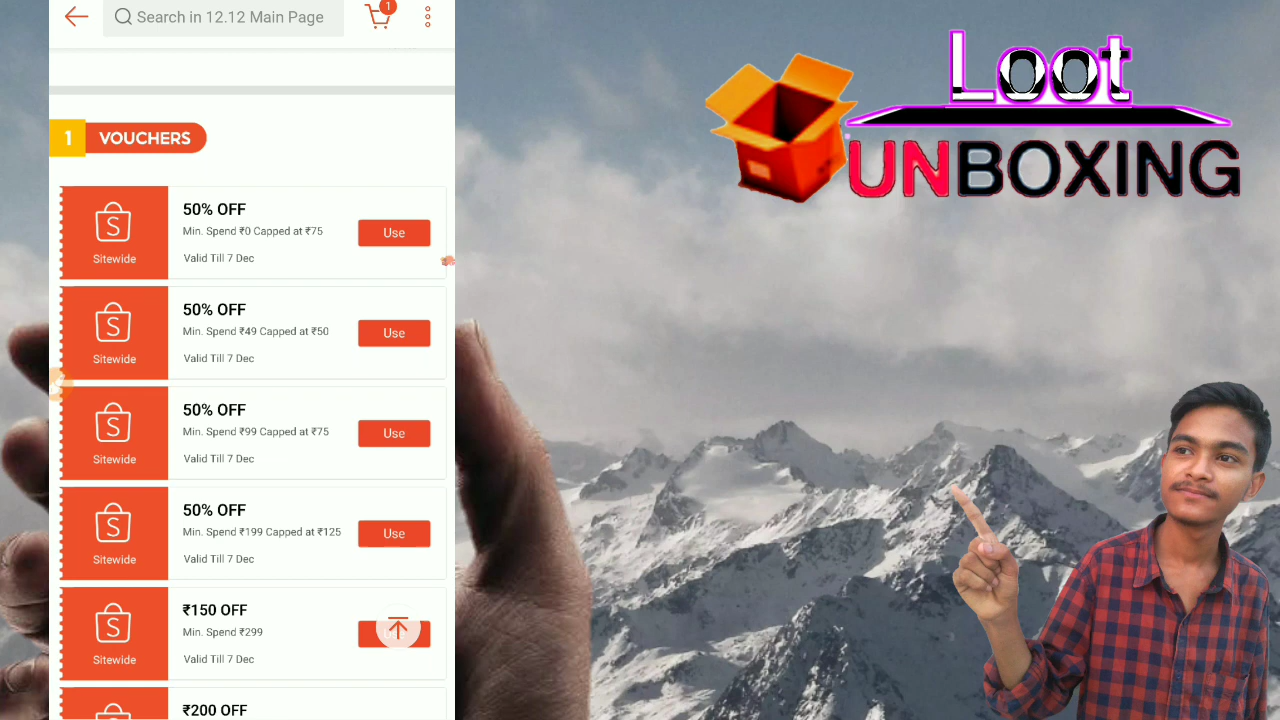 Search in 12.12 Main Page
1
1 VOUCHERS
50% OFF
Min. Spend ₹0 Capped at ₹75
Valid Till 7 Dec
Sitewide
Use
50% OFF
Min. Spend ₹49 Capped at ₹50
Valid Till 7 Dec
Sitewide
Use
50% OFF
Min. Spend ₹99 Capped at ₹75
Valid Till 7 Dec
Sitewide
Use
50% OFF
Min. Spend ₹199 Capped at ₹125
Valid Till 7 Dec
Sitewide
Use
₹150 OFF
Min. Spend ₹299
Valid Till 7 Dec
Sitewide
₹200 OFF
Loot
UNBOXING